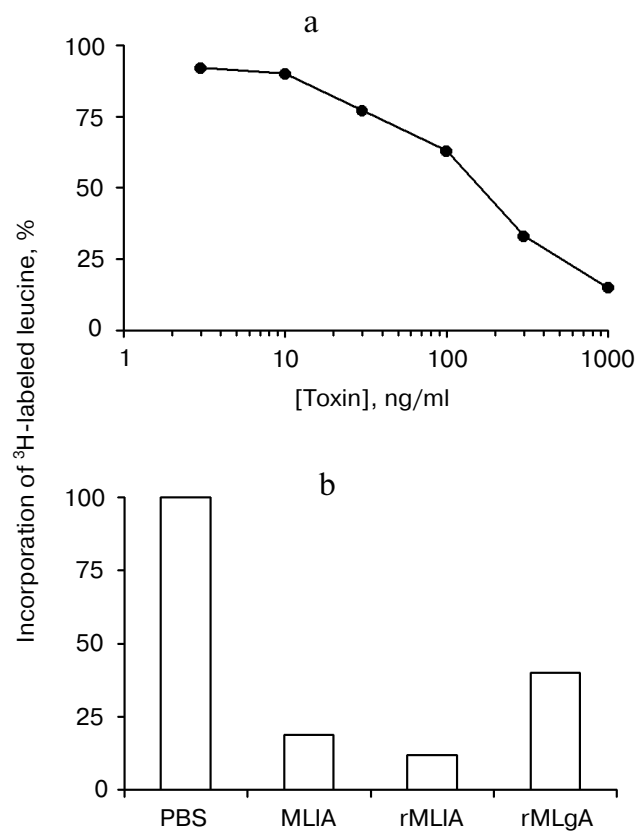 a
100
75
50
25
0
1 10 100 1000
[Toxin], ng/ml
Incorporation of ³H-labeled leucine, %
b
100
75
50
25
0
PBS MLIA rMLIA rMLgA